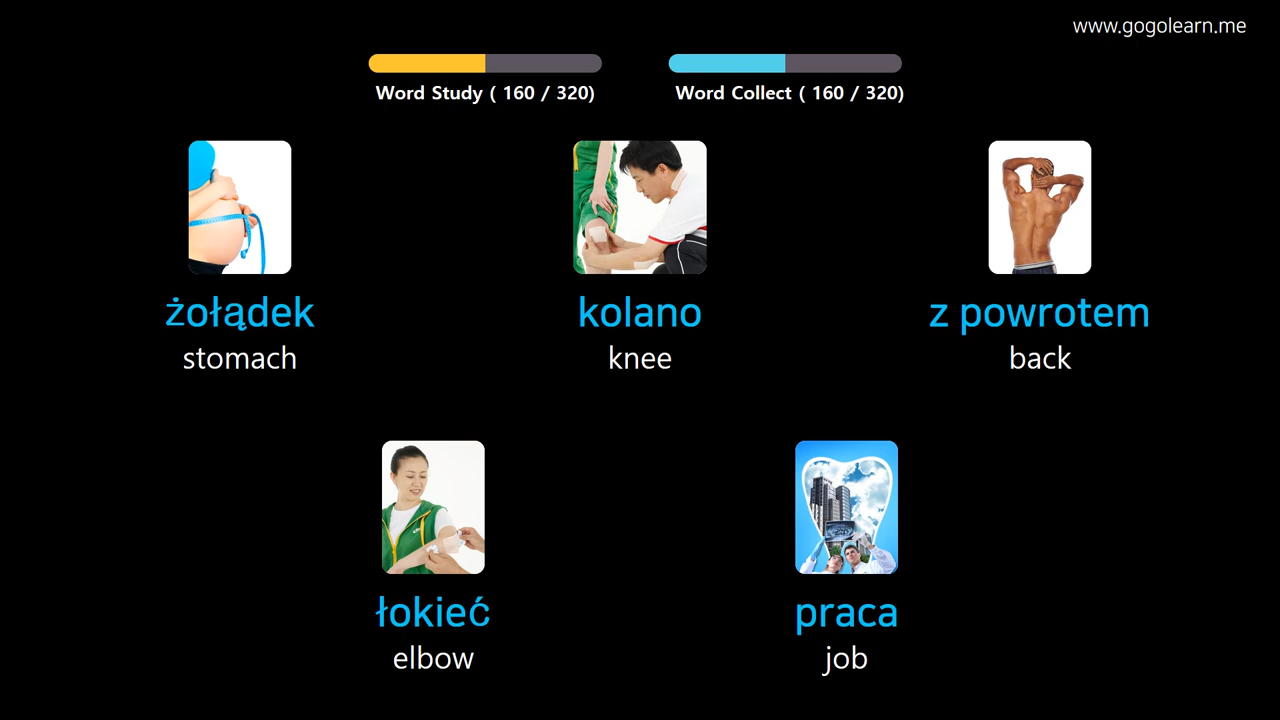 www.gogolearn.me
Word Study ( 160 / 320)
Word Collect ( 160 / 320)
żołądek
stomach
kolano
knee
z powrotem
back
łokieć
elbow
praca
job